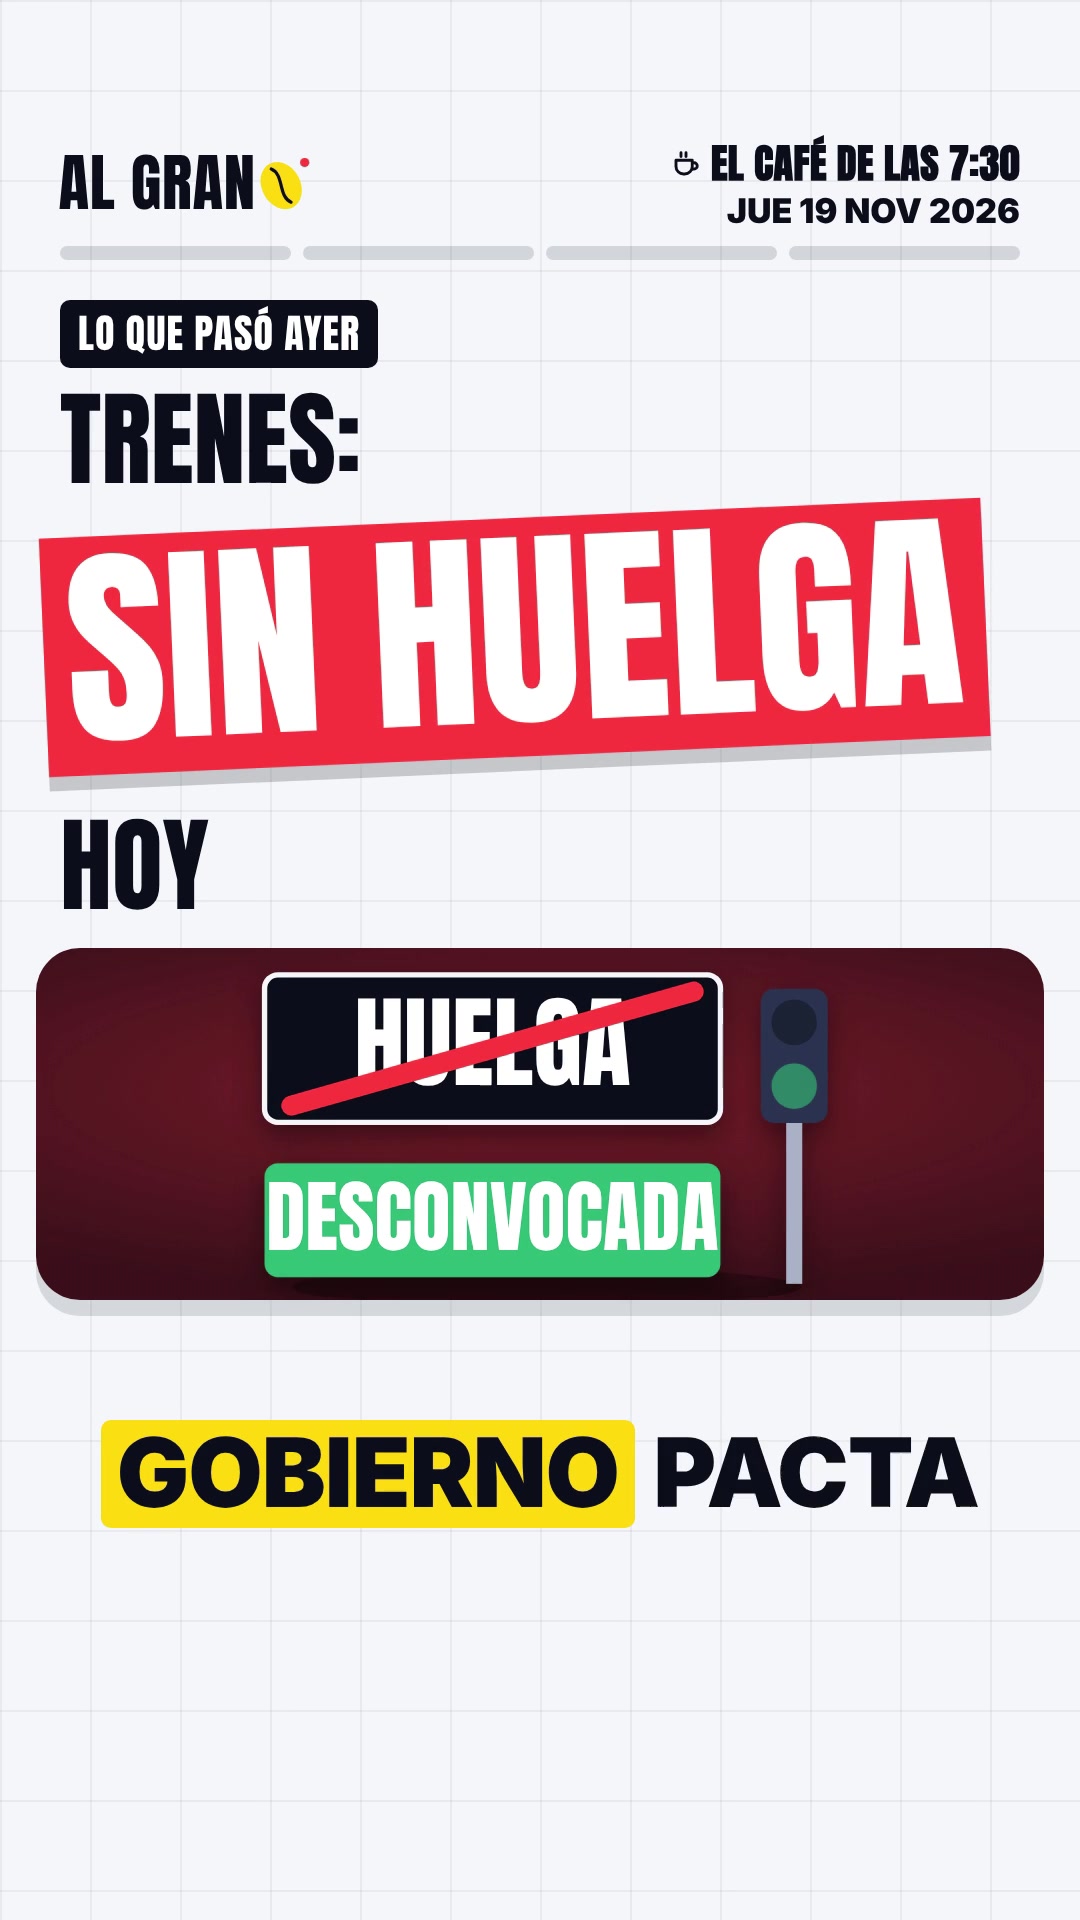 AL GRANO
EL CAFÉ DE LAS 7:30
JUE 19 NOV 2026
LO QUE PASÓ AYER
TRENES:
SIN HUELGA
HOY
HUELGA
DESCONVOCADA
GOBIERNO PACTA